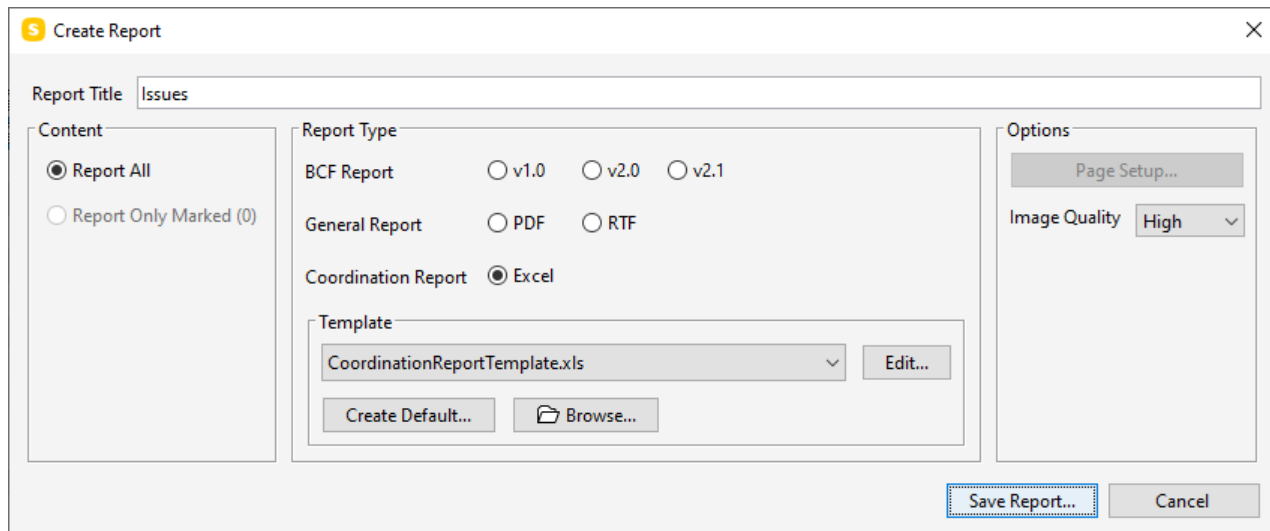 S Create Report
Report Title Issues
Content
Report All
Report Only Marked (0)
Report Type
BCF Report v1.0 v2.0 v2.1
General Report PDF RTF
Coordination Report Excel
Template
CoordinationReportTemplate.xls Edit...
Create Default... Browse...
Options
Page Setup...
Image Quality High
Save Report... Cancel